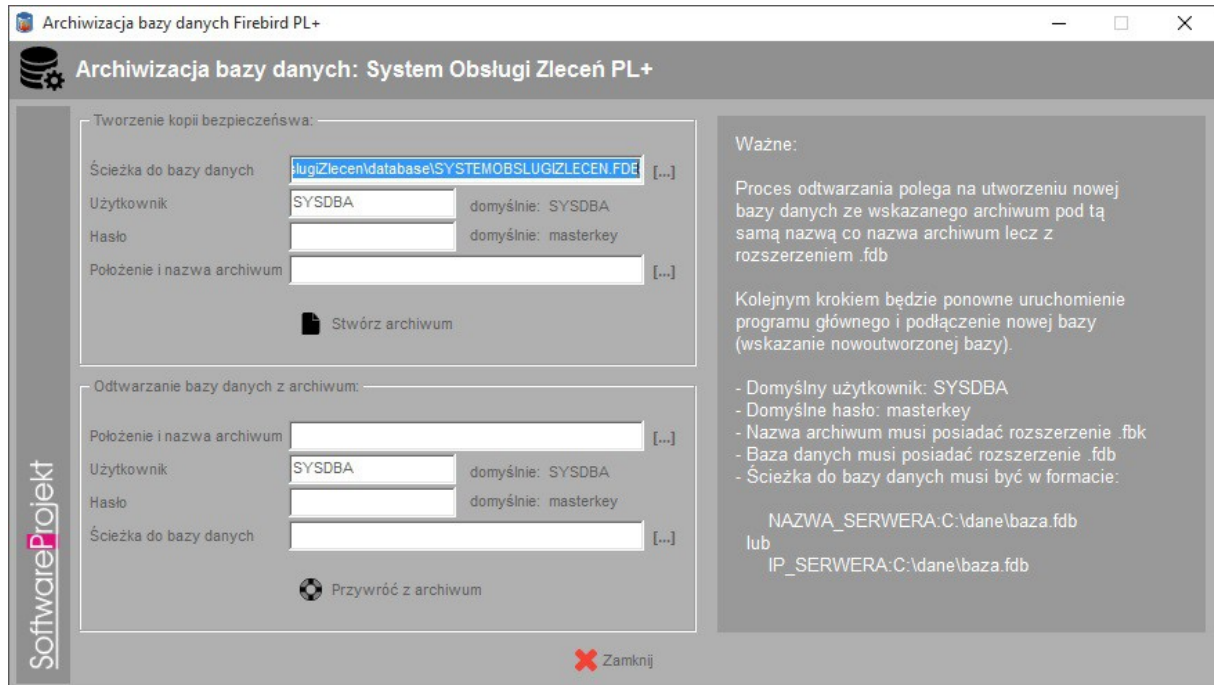 Archiwizacja bazy danych Firebird PL+
Archiwizacja bazy danych: System Obsługi Zleceń PL+
Tworzenie kopii bezpieczeńswa:
Ścieżka do bazy danych slugiZlecen\database\SYSTEMOBSLUGIZLECEN.FDB [...]
Użytkownik SYSDBA domyślnie: SYSDBA
Hasło domyślnie: masterkey
Położenie i nazwa archiwum [...]
Stwórz archiwum
Odtwarzanie bazy danych z archiwum:
Położenie i nazwa archiwum [...]
Użytkownik SYSDBA domyślnie: SYSDBA
Hasło domyślnie: masterkey
Ścieżka do bazy danych [...]
Przywróć z archiwum
Ważne:
Proces odtwarzania polega na utworzeniu nowej
bazy danych ze wskazanego archiwum pod tą
samą nazwą co nazwa archiwum lecz z
rozszerzeniem .fdb
Kolejnym krokiem będzie ponowne uruchomienie
programu głównego i podłączenie nowej bazy
(wskazanie nowoutworzonej bazy).
- Domyślny użytkownik: SYSDBA
- Domyślne hasło: masterkey
- Nazwa archiwum musi posiadać rozszerzenie .fbk
- Baza danych musi posiadać rozszerzenie .fdb
- Ścieżka do bazy danych musi być w formacie:
NAZWA_SERWERA:C:\dane\baza.fdb
lub
IP_SERWERA:C:\dane\baza.fdb
SoftwareProjekt
Zamknij